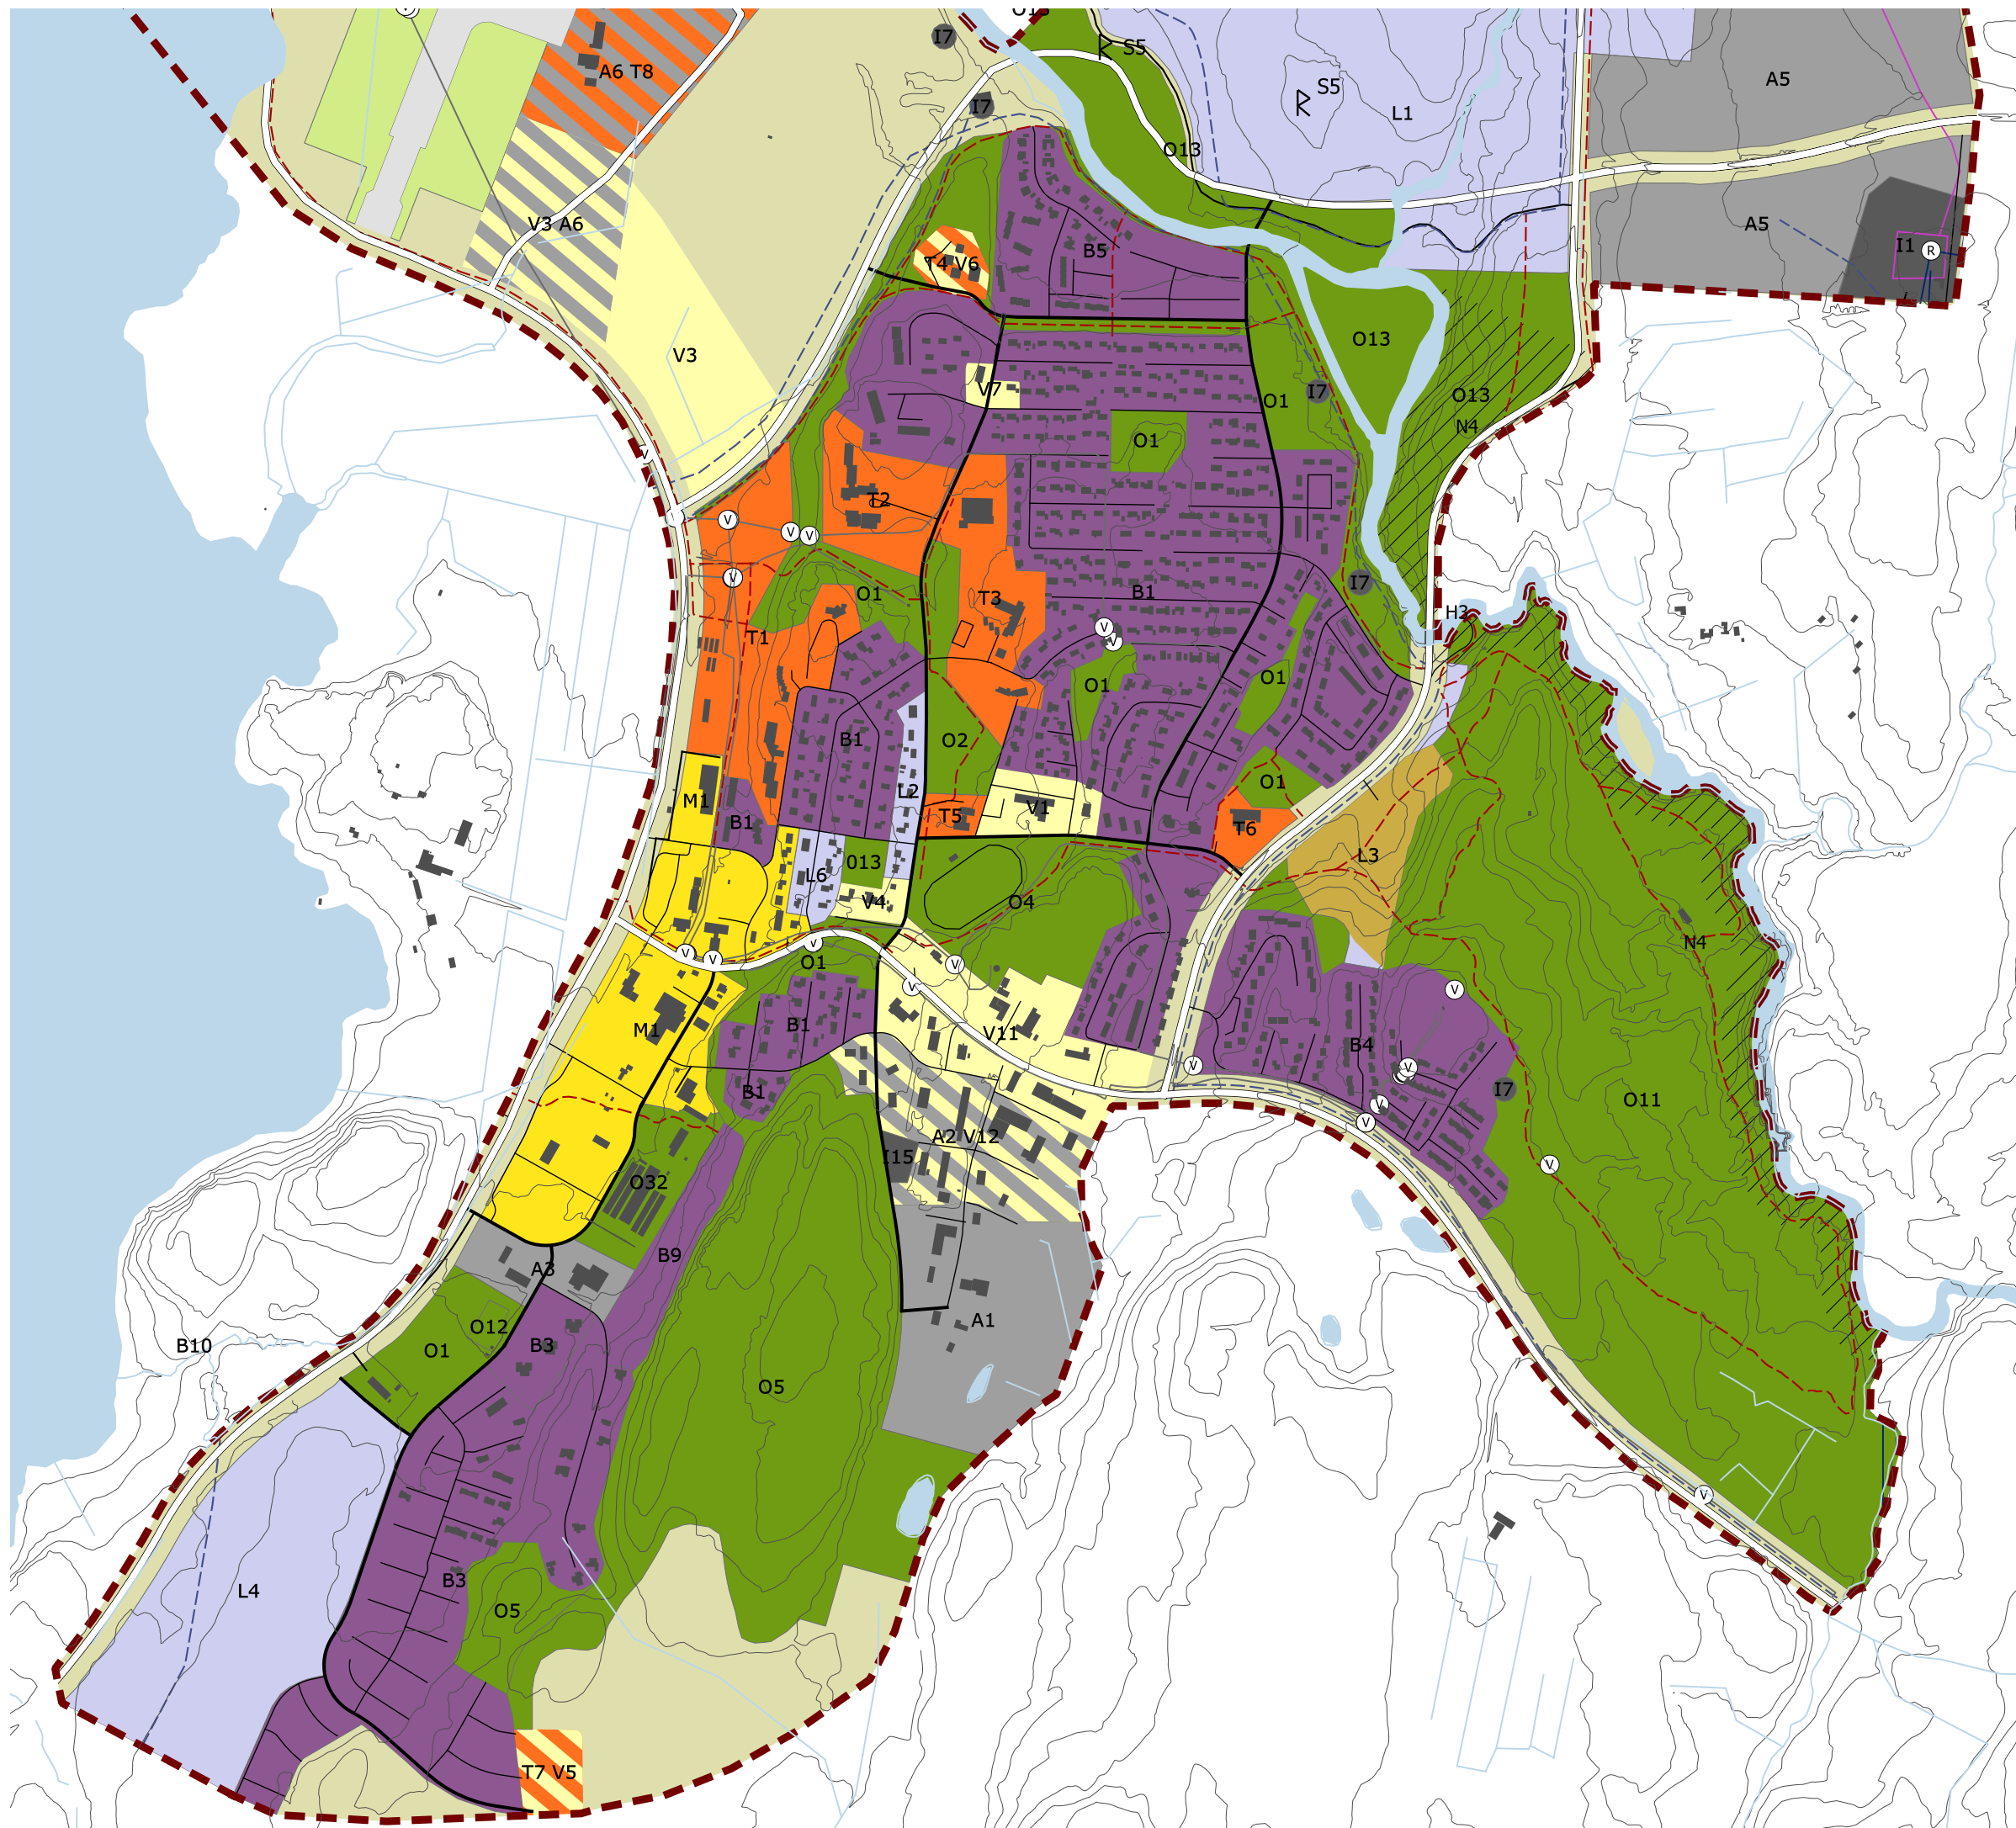 O13
I7
S5
A6 T8
A5
S5
I7
L1
O13
V3 A6
A5
B5
I1
R
T4 V6
O13
V3
V7
I7
O1
O13
O1
N4
V
T2
V
V
V
V
I7
O1
B1
T3
H3
V
V
T1
O1
O1
B1
O2
O1
L2
M1
V1
T5
B1
T6
O13
L3
L6
V4
O4
V
N4
V
V
O1
V
V
V
B1
M1
V11
B4
V
V
I7
B1
O11
V
V
A2 V12
I15
V
O32
B9
A3
A1
O12
B10
B3
O1
O5
V
B3
L4
O5
T7 V5